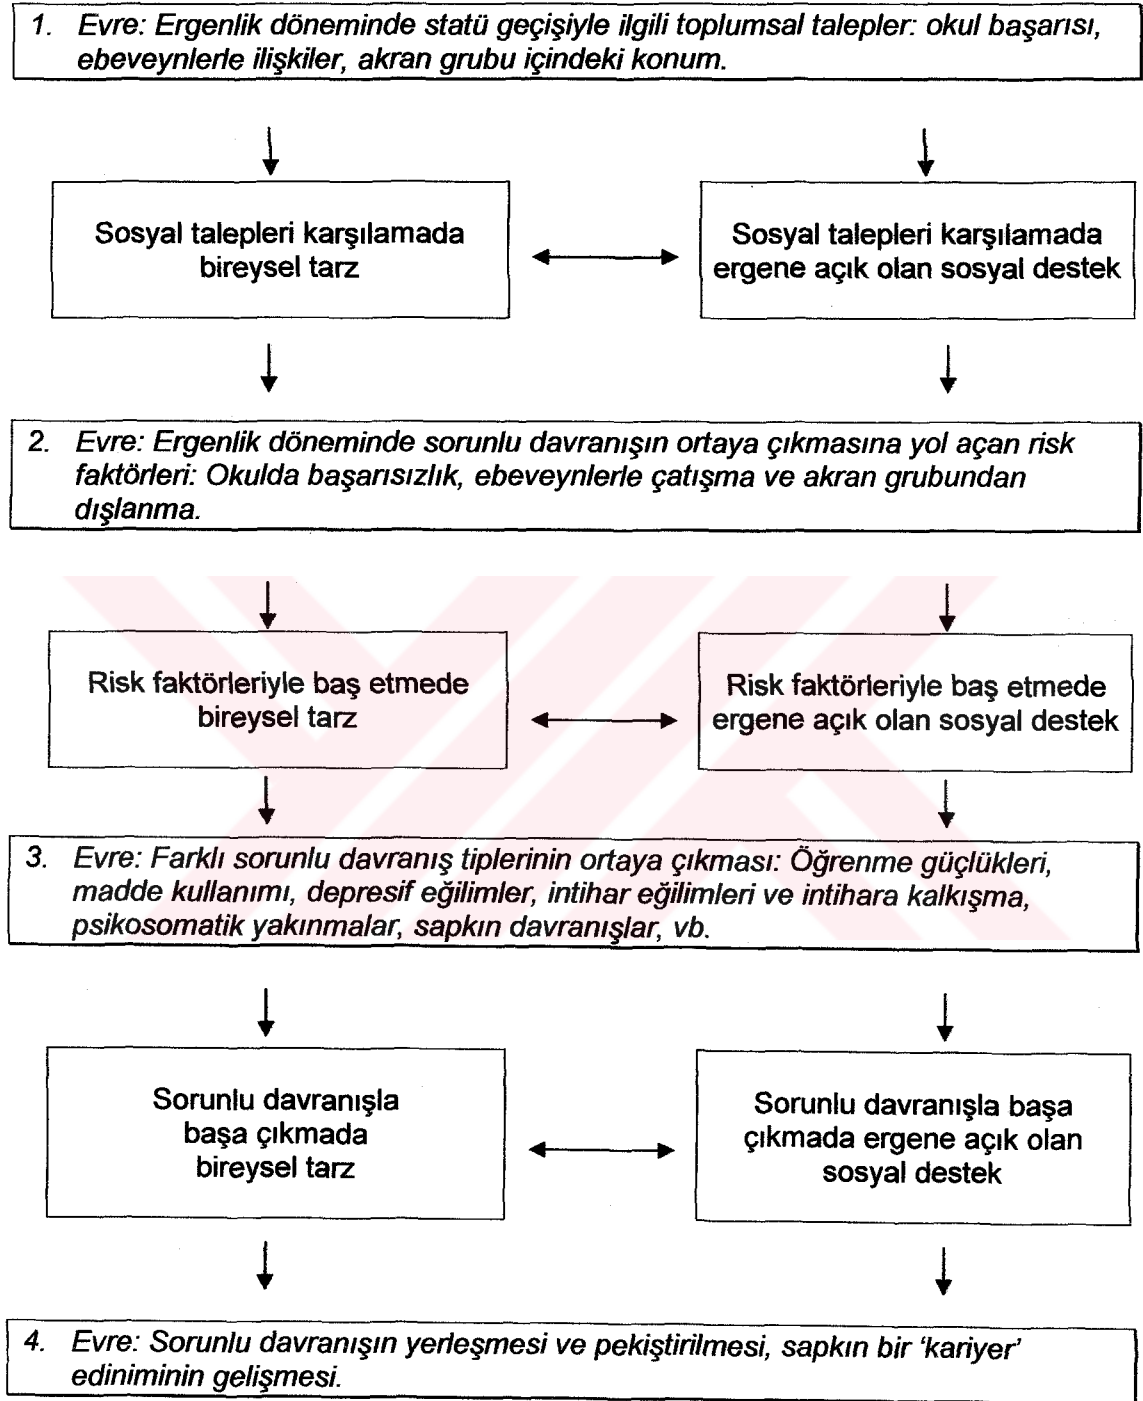 1. Evre: Ergenlik döneminde statü geçişiyle ilgili toplumsal talepler: okul başarısı,
ebeveynlerle ilişkiler, akran grubu içindeki konum.
Sosyal talepleri karşılamada
bireysel tarz
Sosyal talepleri karşılamada
ergene açık olan sosyal destek
2. Evre: Ergenlik döneminde sorunlu davranışın ortaya çıkmasına yol açan risk
faktörleri: Okulda başarısızlık, ebeveynlerle çatışma ve akran grubundan
dışlanma.
Risk faktörleriyle baş etmede
bireysel tarz
Risk faktörleriyle baş etmede
ergene açık olan sosyal destek
3. Evre: Farklı sorunlu davranış tiplerinin ortaya çıkması: Öğrenme güçlükleri,
madde kullanımı, depresif eğilimler, intihar eğilimleri ve intihara kalkışma,
psikosomatik yakınmalar, sapkın davranışlar, vb.
Sorunlu davranışla
başa çıkmada
bireysel tarz
Sorunlu davranışla başa
çıkmada ergene açık olan
sosyal destek
4. Evre: Sorunlu davranışın yerleşmesi ve pekiştirilmesi, sapkın bir ‘kariyer’
ediniminin gelişmesi.